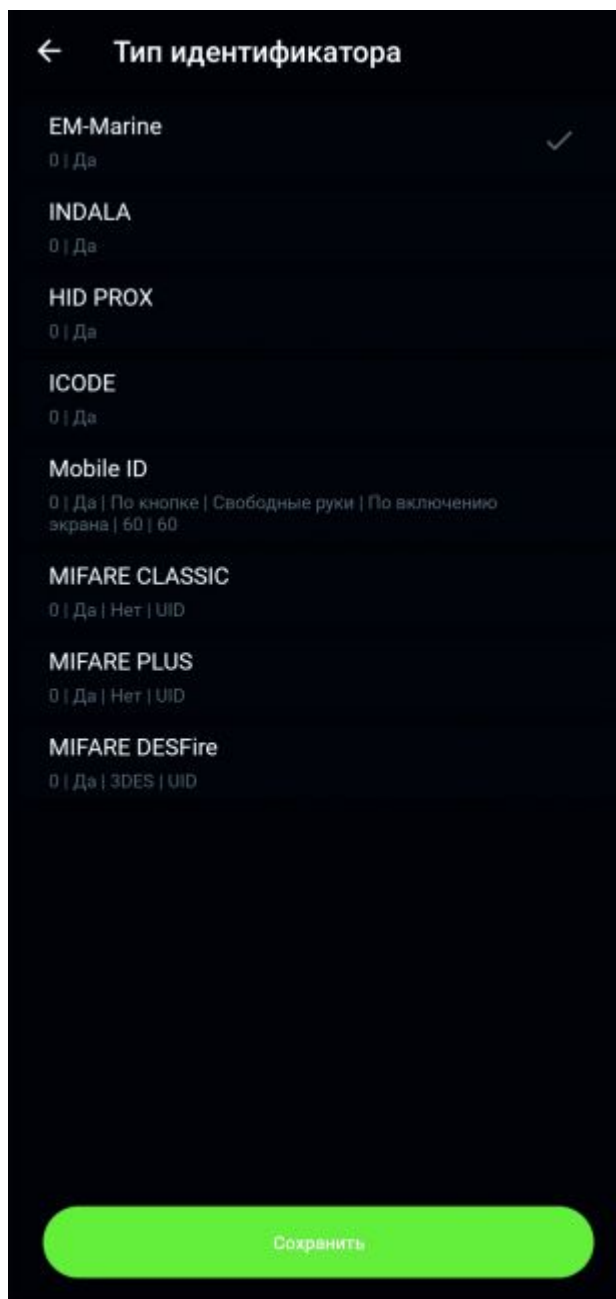 Тип идентификатора
EM-Marine
0 | Да
INDALA
0 | Да
HID PROX
0 | Да
ICODE
0 | Да
Mobile ID
0 | Да | По кнопке | Свободные руки | По включению
экрана | 60 | 60
MIFARE CLASSIC
0 | Да | Нет | UID
MIFARE PLUS
0 | Да | Нет | UID
MIFARE DESFire
0 | Да | 3DES | UID
Сохранить